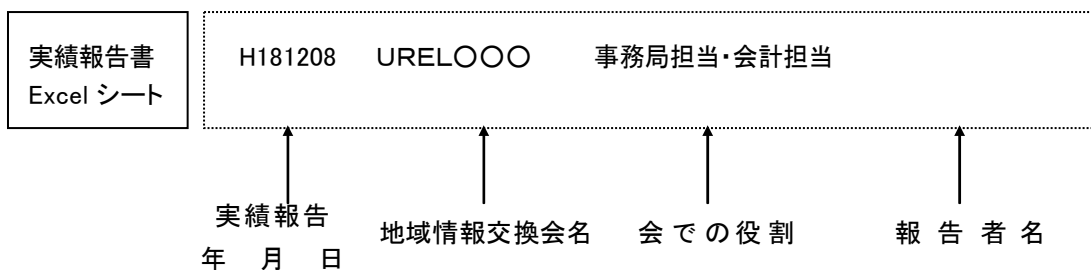 実績報告書
Excel シート
H181208 UREL〇〇〇 事務局担当・会計担当
実績報告
年 月 日
地域情報交換会名
会での役割
報告者名